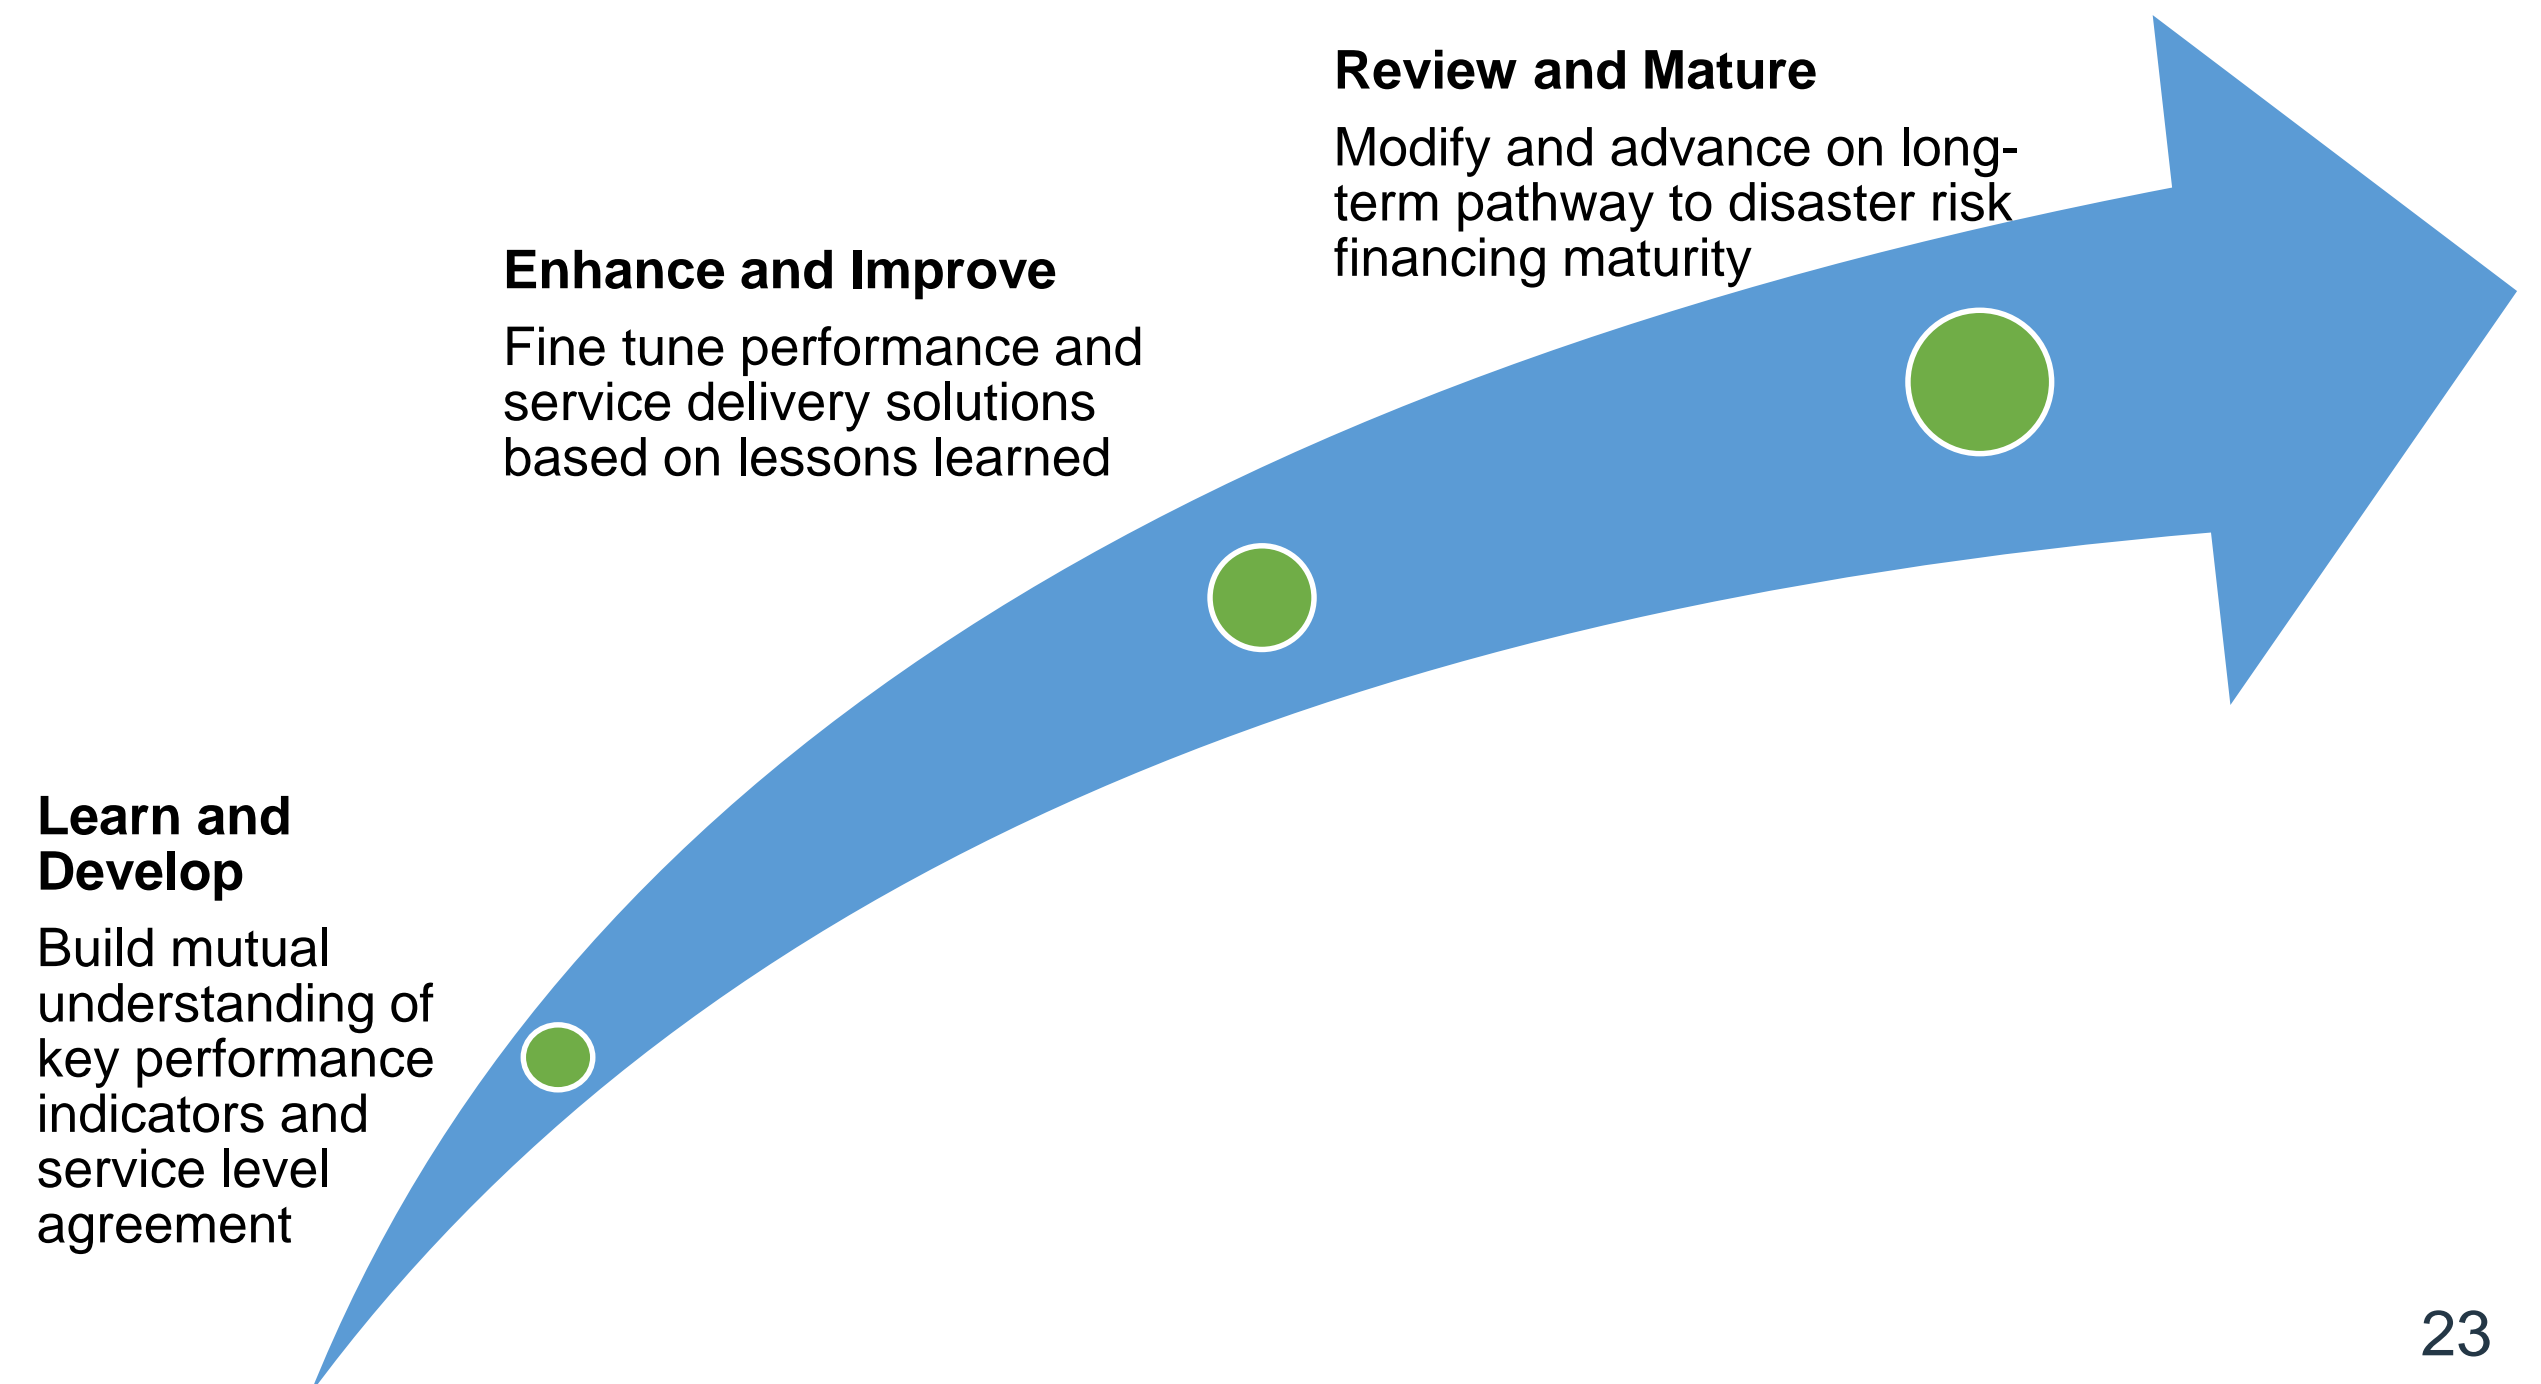 Review and Mature
Modify and advance on long-
term pathway to disaster risk
financing maturity
Enhance and Improve
Fine tune performance and
service delivery solutions
based on lessons learned
Learn and
Develop
Build mutual
understanding of
key performance
indicators and
service level
agreement
23